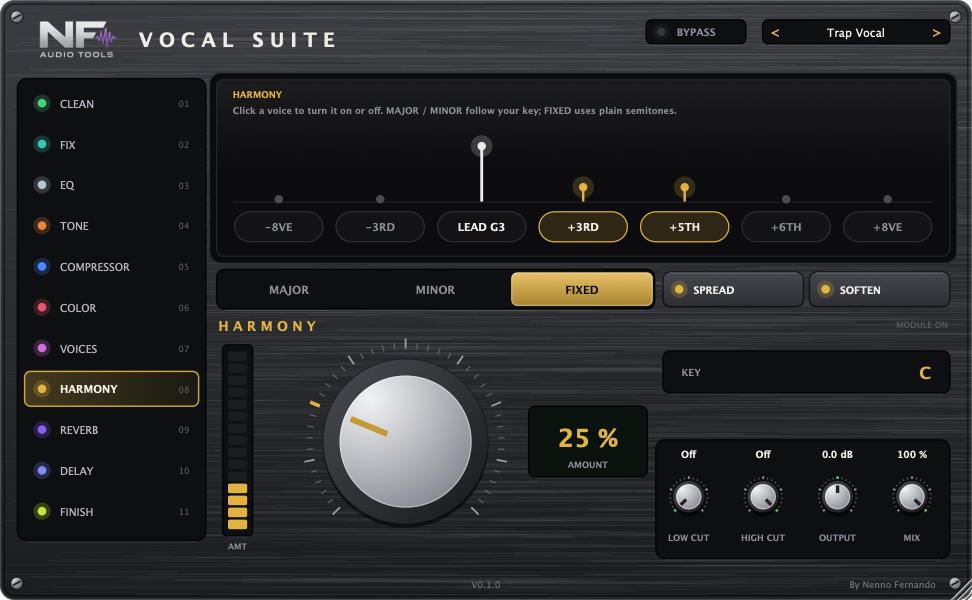 NF
AUDIO TOOLS
VOCAL SUITE
BYPASS
< Trap Vocal >
CLEAN 01
FIX 02
EQ 03
TONE 04
COMPRESSOR 05
COLOR 06
VOICES 07
HARMONY 08
REVERB 09
DELAY 10
FINISH 11
HARMONY
Click a voice to turn it on or off. MAJOR / MINOR follow your key; FIXED uses plain semitones.
−8VE −3RD LEAD G3 +3RD +5TH +6TH +8VE
MAJOR MINOR FIXED SPREAD SOFTEN
HARMONY
MODULE ON
KEY C
25 %
AMOUNT
AMT
Off Off 0.0 dB 100 %
LOW CUT HIGH CUT OUTPUT MIX
V0.1.0
By Nenno Fernando